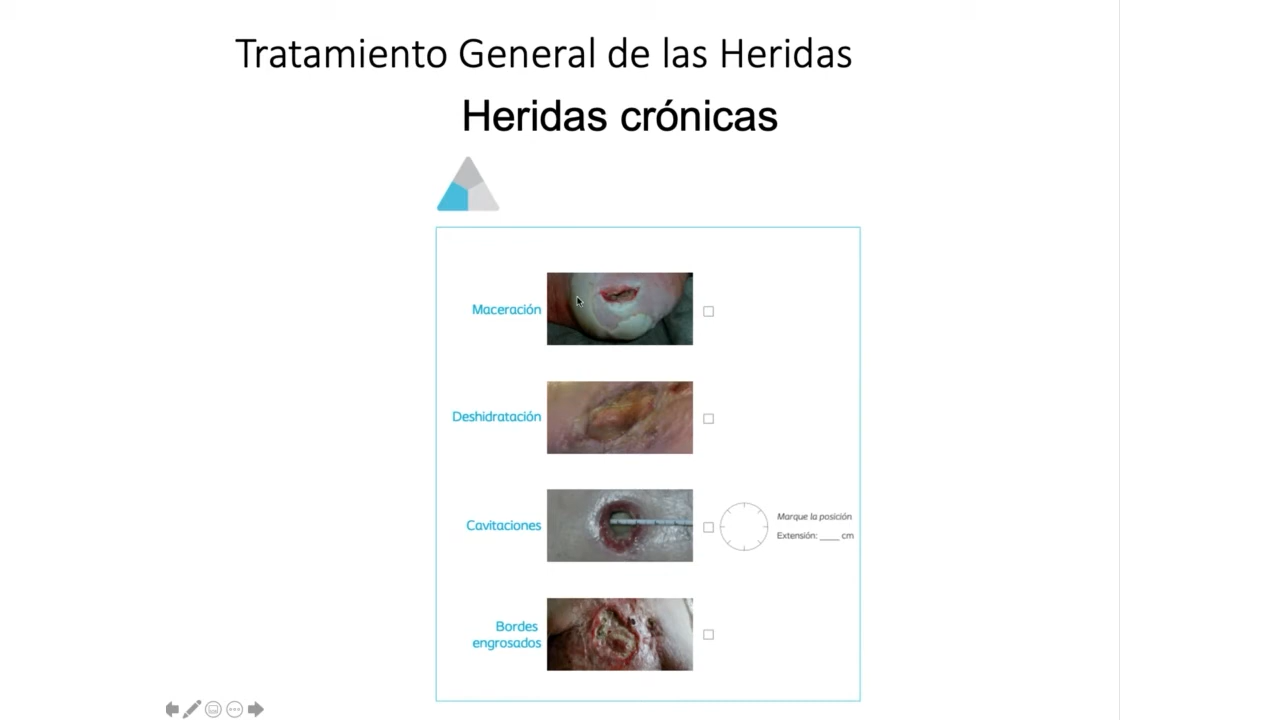 Tratamiento General de las Heridas
Heridas crónicas
Maceración
Deshidratación
Cavitaciones
Marque la posición
Extensión: ____ cm
Bordes
engrosados